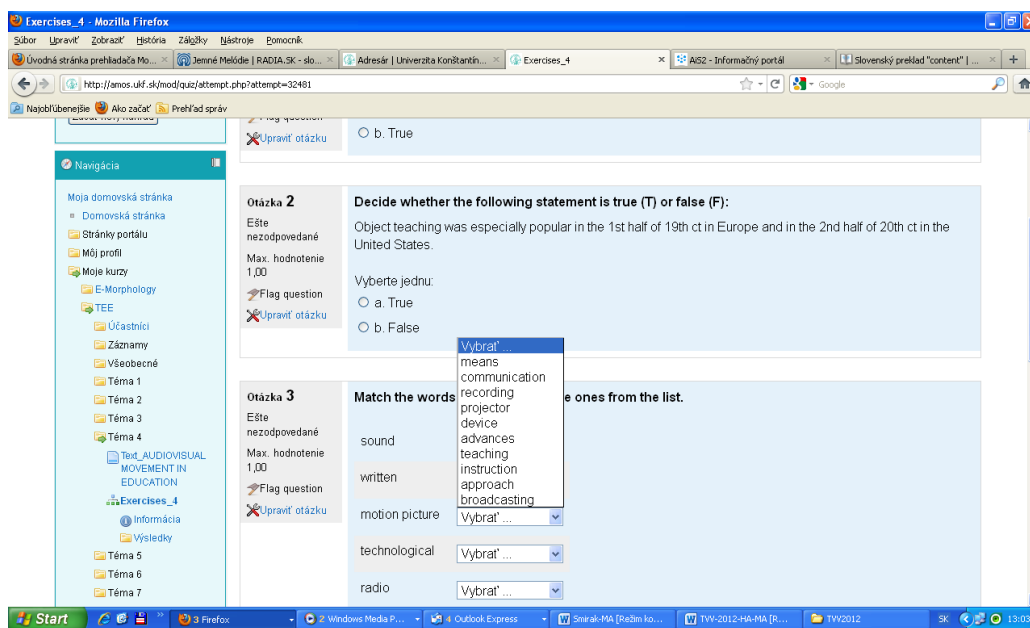 Exercises_4 - Mozilla Firefox
Súbor Upraviť Zobraziť História Záložky Nástroje Pomocník
Úvodná stránka prehliadača Mo... Jemné Melódie | RADIA.SK - slo... Adresár | Univerzita Konštantín... Exercises_4 AiS2 - Informačný portál Slovenský preklad "content" | ...
http://amos.ukf.sk/mod/quiz/attempt.php?attempt=32481 Google
Najobľúbenejšie Ako začať Prehľad správ
Upraviť otázku
b. True
Navigácia
Moja domovská stránka
Domovská stránka
Stránky portálu
Môj profil
Moje kurzy
E-Morphology
TEE
Účastníci
Záznamy
Všeobecné
Téma 1
Téma 2
Téma 3
Téma 4
Text_AUDIOVISUAL
MOVEMENT IN
EDUCATION
Exercises_4
Informácia
Výsledky
Téma 5
Téma 6
Téma 7
Otázka 2
Ešte
nezodpovedané
Max. hodnotenie
1,00
Flag question
Upraviť otázku
Decide whether the following statement is true (T) or false (F):
Object teaching was especially popular in the 1st half of 19th ct in Europe and in the 2nd half of 20th ct in the
United States.
Vyberte jednu:
a. True
b. False
Otázka 3
Ešte
nezodpovedané
Max. hodnotenie
1,00
Flag question
Upraviť otázku
Match the words e ones from the list.
Vybrať ...
means
communication
recording
projector
device
advances
teaching
instruction
approach
broadcasting
sound
written
motion picture Vybrať ...
technological Vybrať ...
radio Vybrať ...
Start 3 Firefox 2 Windows Media P... 4 Outlook Express Smirak-MA [Režim ko... TVV-2012-HA-MA [R... TVV2012 SK 13:03